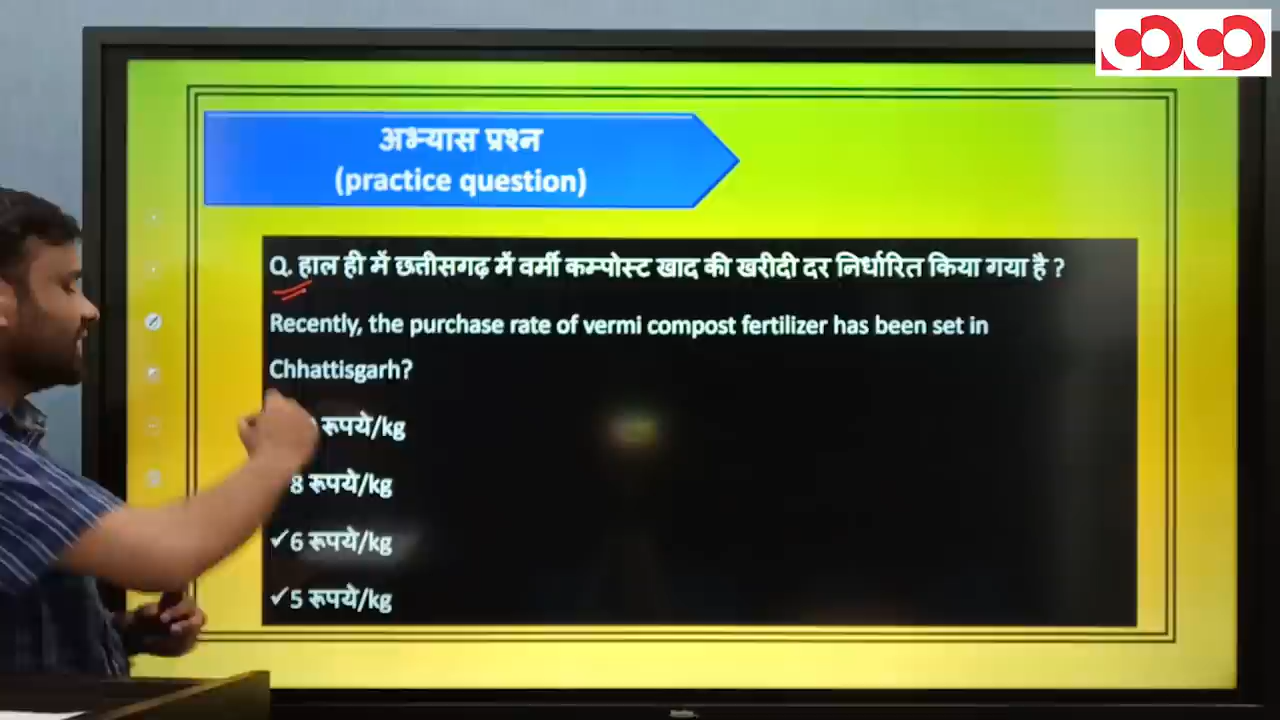 अभ्यास प्रश्न
(practice question)
Q. हाल ही में छत्तीसगढ़ में वर्मी कम्पोस्ट खाद की खरीदी दर निर्धारित किया गया है ?
Recently, the purchase rate of vermi compost fertilizer has been set in
Chhattisgarh?
रूपये/kg
8 रूपये/kg
✓6 रूपये/kg
✓5 रूपये/kg